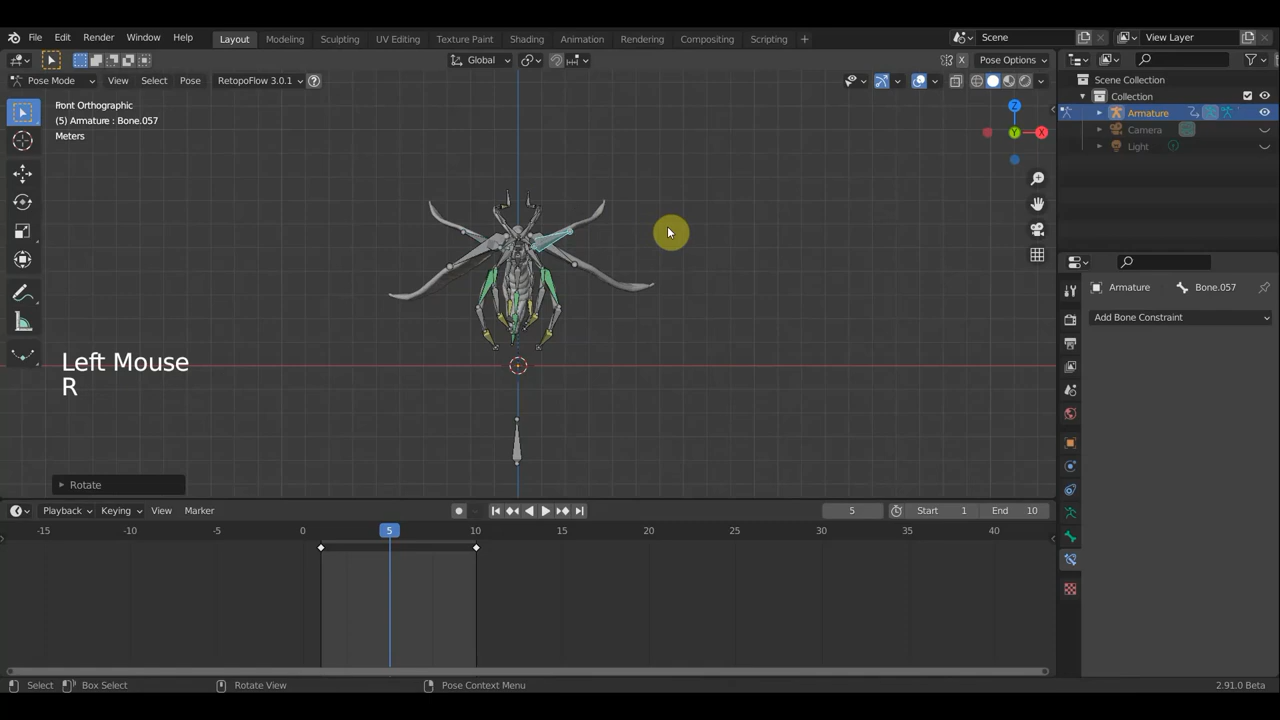 File Edit Render Window Help Layout Modeling Sculpting UV Editing Texture Paint Shading Animation Rendering Compositing Scripting + Scene View Layer
Global Pose Options
Pose Mode View Select Pose RetopoFlow 3.0.1 ?
Scene Collection
Collection
Armature
Camera
Light
Front Orthographic
(5) Armature : Bone.057
Meters
Z
Y
X
Armature Bone.057
Add Bone Constraint
Left Mouse
R
Rotate
Playback Keying View Marker 5 Start 1 End 10
-15 -10 -5 0 5 10 15 20 25 30 35 40
Select Box Select Rotate View Pose Context Menu 2.91.0 Beta